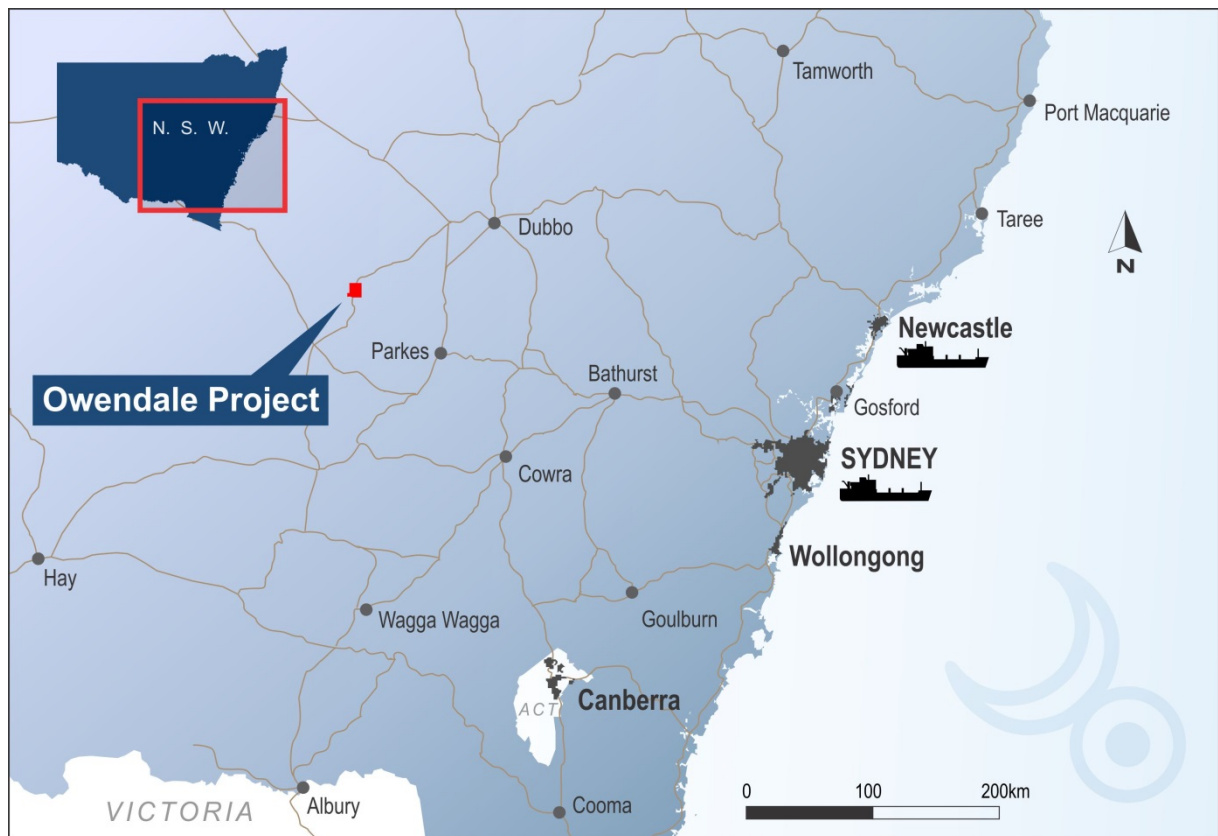 N. S. W.
Tamworth
Port Macquarie
Taree
Dubbo
N
Newcastle
Parkes
Owendale Project
Bathurst
Gosford
SYDNEY
Cowra
Wollongong
Hay
Wagga Wagga
Goulburn
Canberra
ACT
VICTORIA
Albury
Cooma
0 100 200km